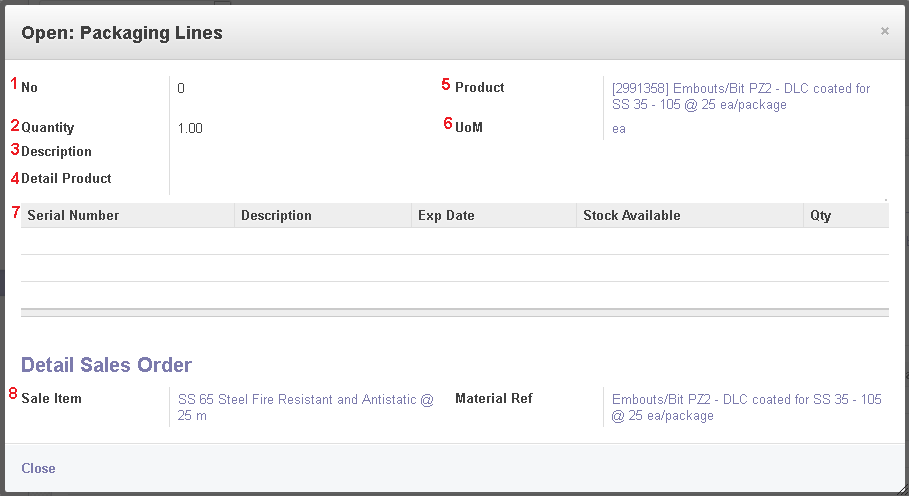 Open: Packaging Lines ×
1 No 0 5 Product [2991358] Embouts/Bit PZ2 - DLC coated for
SS 35 - 105 @ 25 ea/package
2 Quantity 1.00 6 UoM ea
3 Description
4 Detail Product
7 Serial Number Description Exp Date Stock Available Qty
Detail Sales Order
8 Sale Item SS 65 Steel Fire Resistant and Antistatic @ Material Ref Embouts/Bit PZ2 - DLC coated for SS 35 - 105
25 m @ 25 ea/package
Close